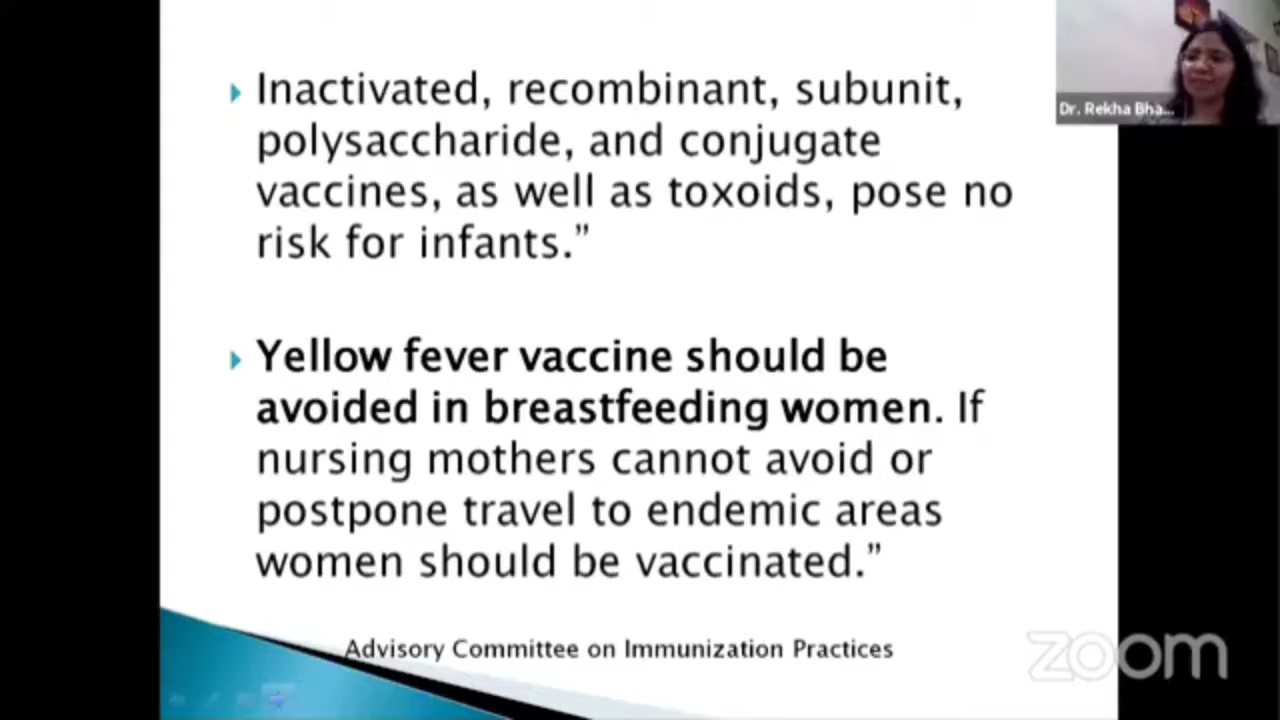 Inactivated, recombinant, subunit,
polysaccharide, and conjugate
vaccines, as well as toxoids, pose no
risk for infants.”
Yellow fever vaccine should be
avoided in breastfeeding women. If
nursing mothers cannot avoid or
postpone travel to endemic areas
women should be vaccinated.”
Advisory Committee on Immunization Practices
Dr. Rekha Bha...
zoom